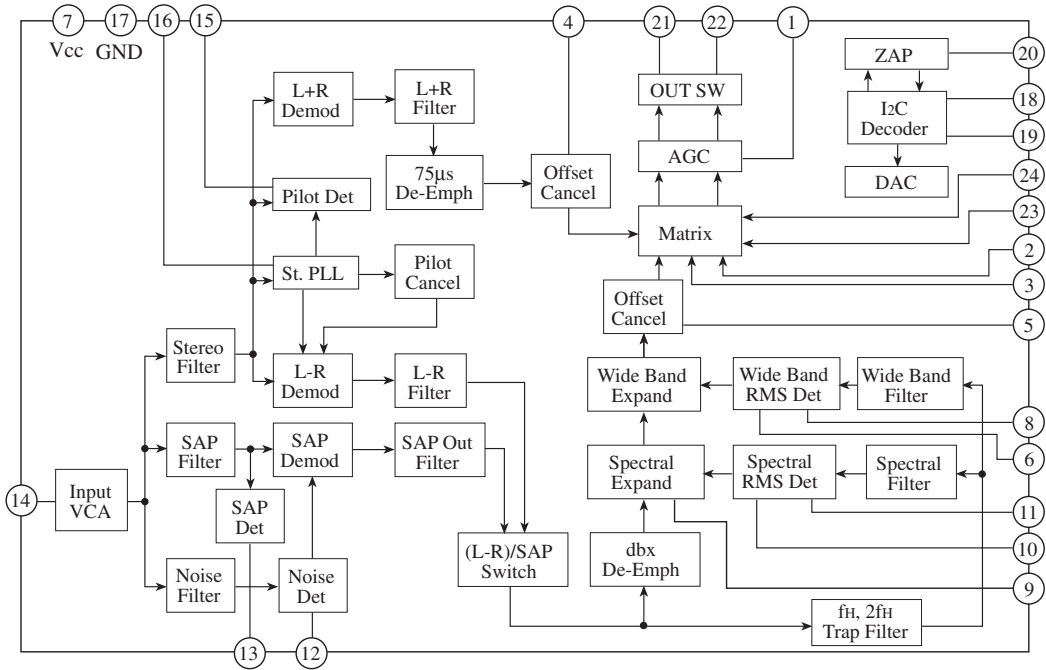 7 17 16 15 4 21 22 1
Vcc GND
20
ZAP
18
I2C
Decoder
19
DAC
24
23
2
3
5
8
6
11
10
9
L+R
Demod
L+R
Filter
75μs
De-Emph
Offset
Cancel
OUT SW
AGC
Matrix
Pilot Det
St. PLL
Pilot
Cancel
Offset
Cancel
Stereo
Filter
L-R
Demod
L-R
Filter
Wide Band
Expand
Wide Band
RMS Det
Wide Band
Filter
SAP
Filter
SAP
Demod
SAP Out
Filter
Spectral
Expand
Spectral
RMS Det
Spectral
Filter
14
Input
VCA
SAP
Det
Noise
Filter
Noise
Det
(L-R)/SAP
Switch
dbx
De-Emph
fH, 2fH
Trap Filter
13 12